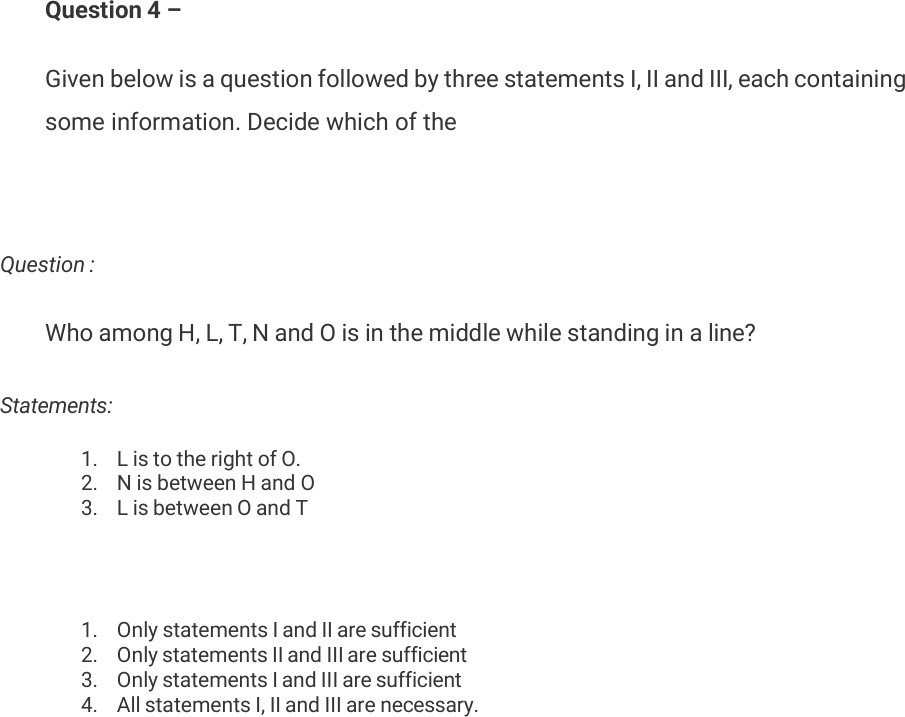 Question 4 –
Given below is a question followed by three statements I, II and III, each containing
some information. Decide which of the
Question :
Who among H, L, T, N and O is in the middle while standing in a line?
Statements:
1. L is to the right of O.
2. N is between H and O
3. L is between O and T
1. Only statements I and II are sufficient
2. Only statements II and III are sufficient
3. Only statements I and III are sufficient
4. All statements I, II and III are necessary.